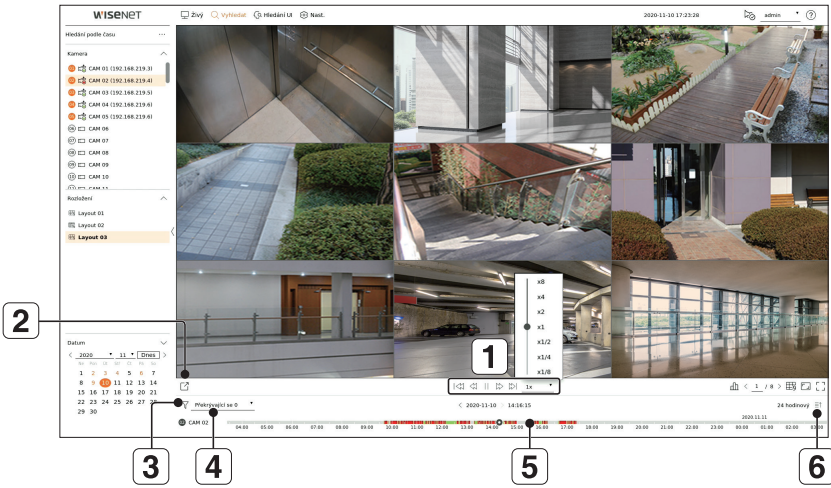 WISENET
Živý
Vyhledat
Hledání UI
Nast.
2020-11-10 17:23:28
admin
?
Hledání podle času
...
Kamera
CAM 01 (192.168.219.3)
CAM 02 (192.168.219.4)
CAM 03 (192.168.219.5)
CAM 04 (192.168.219.6)
CAM 05 (192.168.219.6)
06 CAM 06
07 CAM 07
08 CAM 08
09 CAM 09
10 CAM 10
CAM 11
Rozložení
Layout 01
Layout 02
Layout 03
x8
x4
x2
x1
x1/2
x1/4
x1/8
1
2
Datum
2020 11 Dnes
1 2 3 4 5 6 7
8 9 10 11 12 13 14
15 16 17 18 19 20 21
22 23 24 25 26 27 28
29 30
1x
1 / 8
Překrývající se 0
2020-11-10 14:16:15
24 hodinový
2020.11.11
CAM 02
04:00 05:00 06:00 07:00 08:00 09:00 10:00 11:00 12:00 13:00 14:00 15:00 16:00 17:00 18:00 19:00 20:00 21:00 22:00 23:00 00:00 01:00 02:00 03:00
3
4
5
6